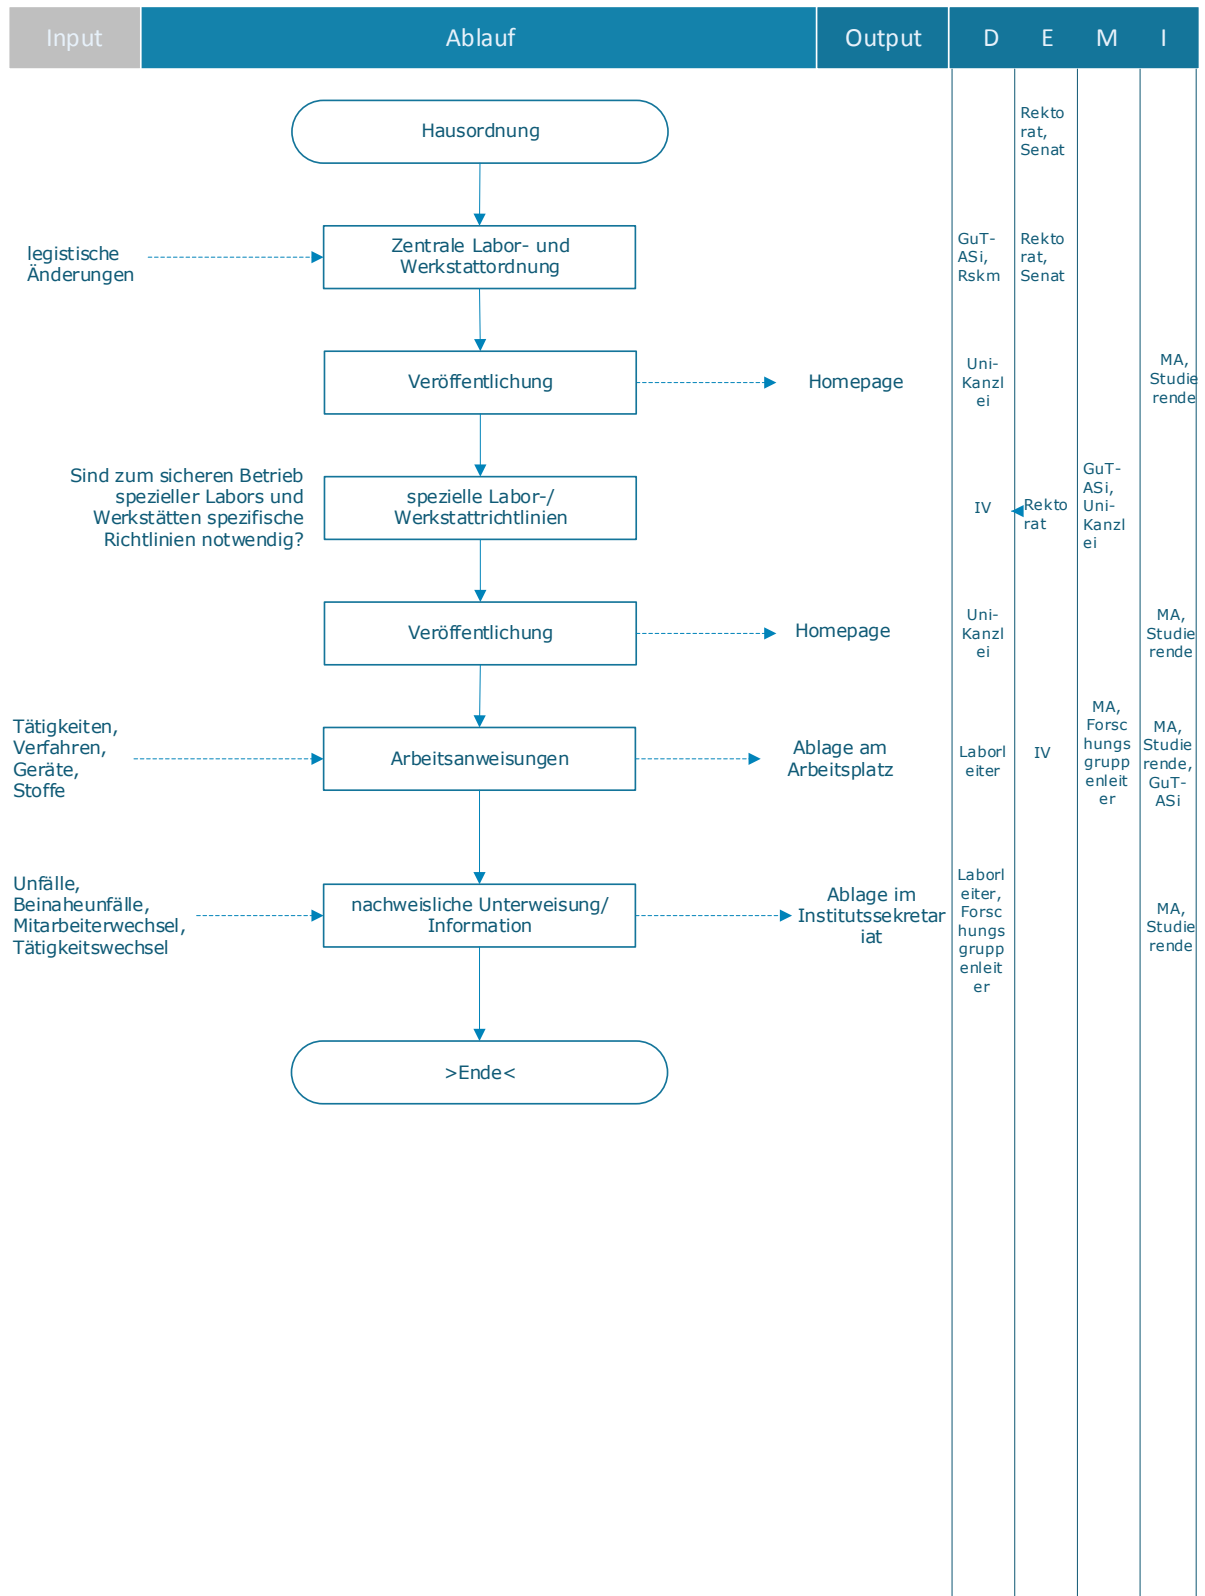 Input Ablauf Output D E M I
Hausordnung
Rekto
rat,
Senat
legistische
Änderungen
Zentrale Labor- und
Werkstattordnung
GuT-
ASi,
Rskm
Rekto
rat,
Senat
Veröffentlichung
Homepage
Uni-
Kanzl
ei
MA,
Studie
rende
Sind zum sicheren Betrieb
spezieller Labors und
Werkstätten spezifische
Richtlinien notwendig?
spezielle Labor-/
Werkstattrichtlinien
IV
Rekto
rat
GuT-
ASi,
Uni-
Kanzl
ei
Veröffentlichung
Homepage
Uni-
Kanzl
ei
MA,
Studie
rende
Tätigkeiten,
Verfahren,
Geräte,
Stoffe
Arbeitsanweisungen
Ablage am
Arbeitsplatz
Laborl
eiter
IV
MA,
Forsc
hungs
grupp
enleit
er
MA,
Studie
rende,
GuT-
ASi
Unfälle,
Beinaheunfälle,
Mitarbeiterwechsel,
Tätigkeitswechsel
nachweisliche Unterweisung/
Information
Ablage im
Institutssekretar
iat
Laborl
eiter,
Forsc
hungs
grupp
enleit
er
MA,
Studie
rende
>Ende<